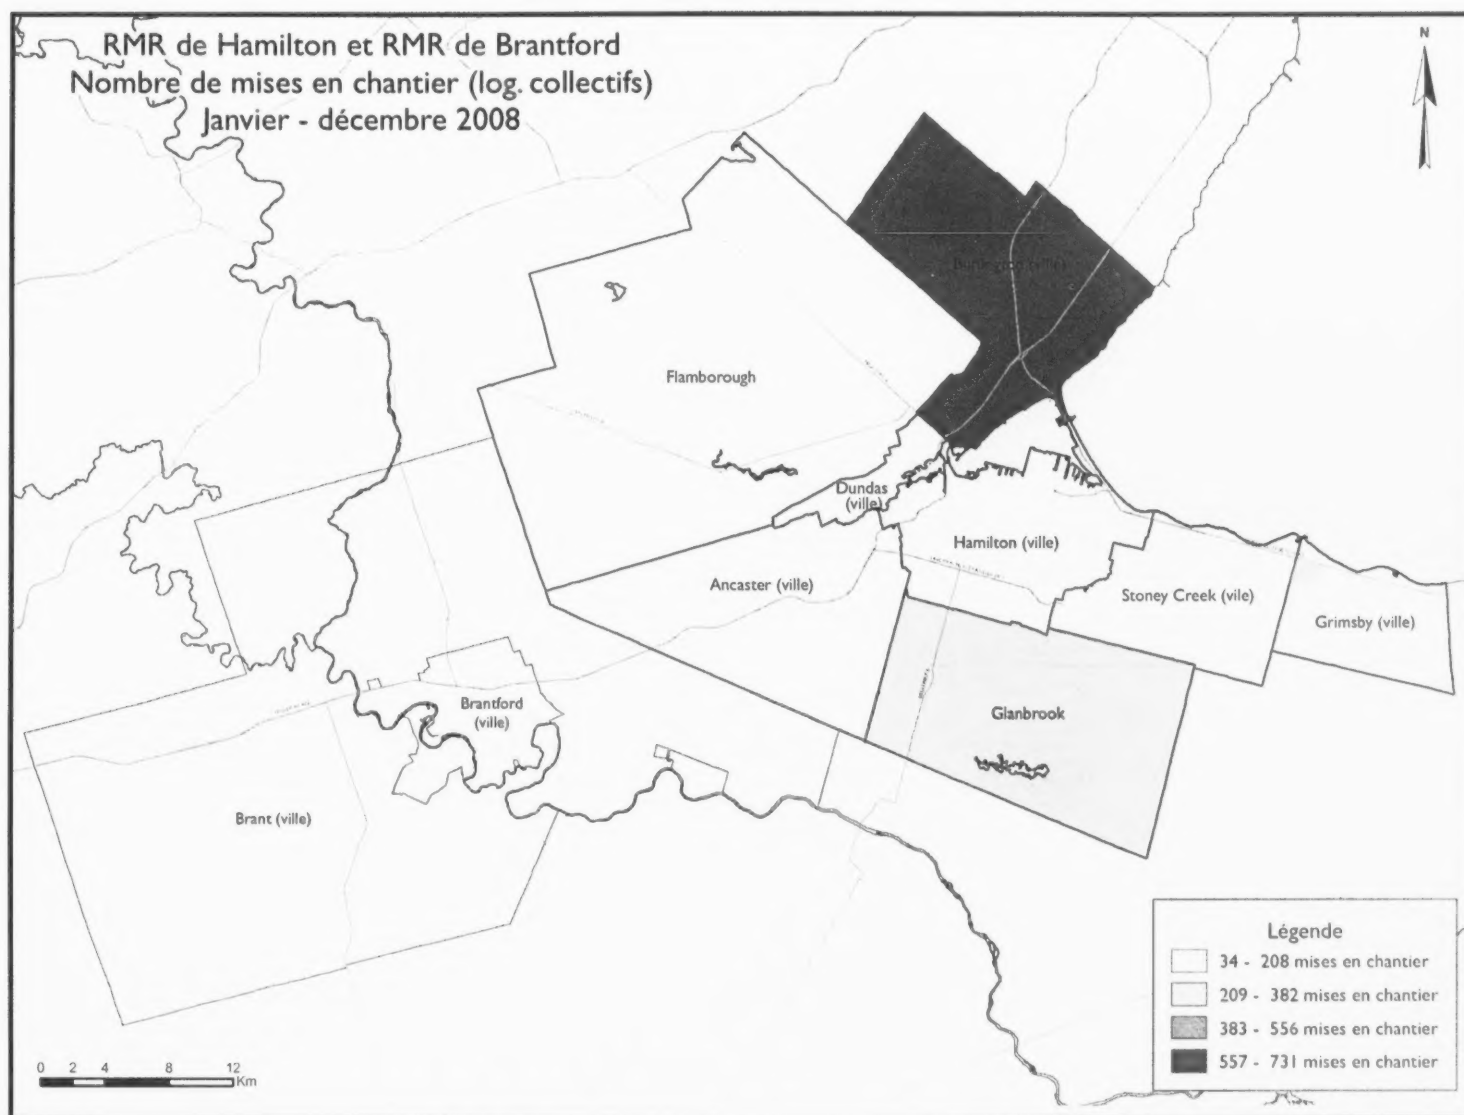 RMR de Hamilton et RMR de Brantford
Nombre de mises en chantier (log. collectifs)
Janvier - décembre 2008
N
Burlington (ville)
Flamborough
Dundas
(ville)
Hamilton (ville)
Ancaster (ville)
Stoney Creek (vile)
Grimsby (ville)
Brantford
(ville)
Glanbrook
Brant (ville)
Légende
34 - 208 mises en chantier
209 - 382 mises en chantier
383 - 556 mises en chantier
557 - 731 mises en chantier
0 2 4 8 12
Km